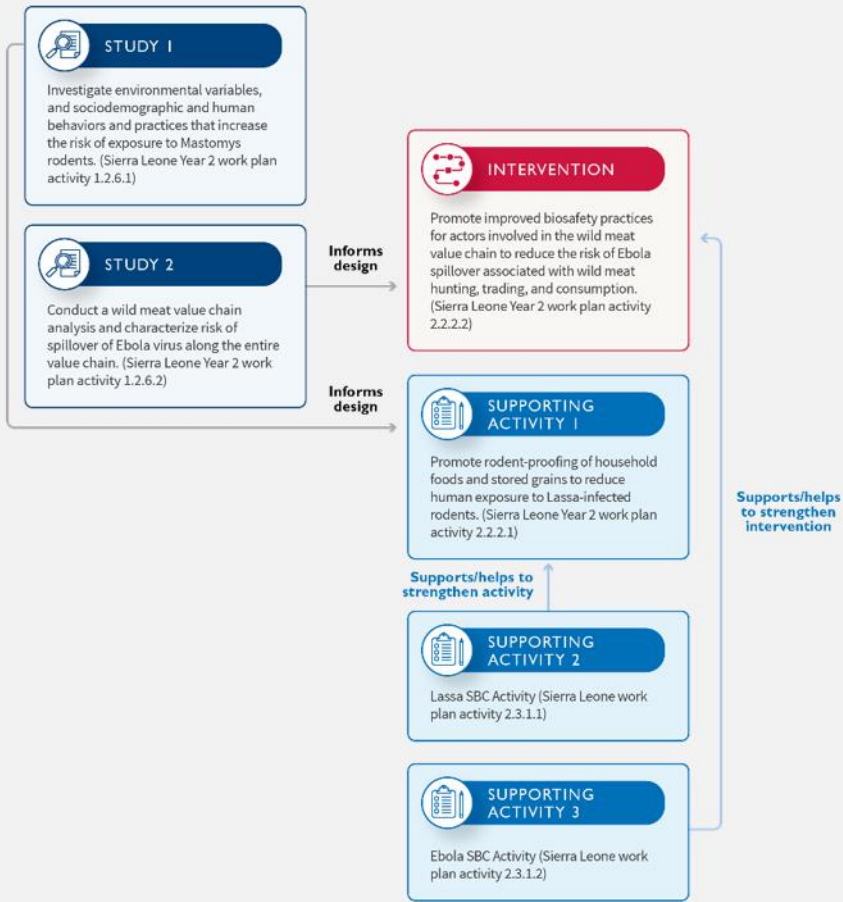 STUDY 1
Investigate environmental variables,
and sociodemographic and human
behaviors and practices that increase
the risk of exposure to Mastomys
rodents. (Sierra Leone Year 2 work plan
activity 1.2.6.1)
STUDY 2
Conduct a wild meat value chain
analysis and characterize risk of
spillover of Ebola virus along the entire
value chain. (Sierra Leone Year 2 work
plan activity 1.2.6.2)
Informs
design
Informs
design
INTERVENTION
Promote improved biosafety practices
for actors involved in the wild meat
value chain to reduce the risk of Ebola
spillover associated with wild meat
hunting, trading, and consumption.
(Sierra Leone Year 2 work plan activity
2.2.2.2)
SUPPORTING
ACTIVITY 1
Promote rodent-proofing of household
foods and stored grains to reduce
human exposure to Lassa-infected
rodents. (Sierra Leone Year 2 work plan
activity 2.2.2.1)
Supports/helps to
strengthen activity
SUPPORTING
ACTIVITY 2
Lassa SBC Activity (Sierra Leone work
plan activity 2.3.1.1)
SUPPORTING
ACTIVITY 3
Ebola SBC Activity (Sierra Leone work
plan activity 2.3.1.2)
Supports/helps
to strengthen
intervention